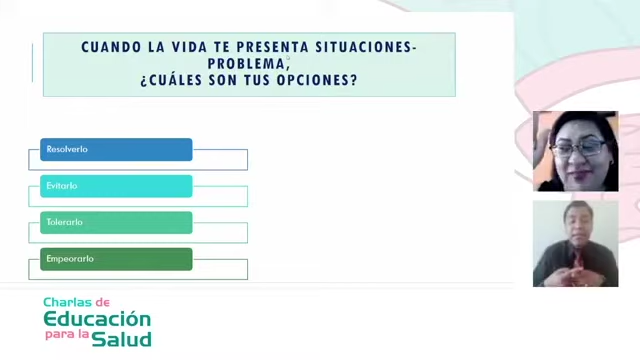 CUANDO LA VIDA TE PRESENTA SITUACIONES-
PROBLEMA,
¿CUÁLES SON TUS OPCIONES?
Resolverlo
Evitarlo
Tolerarlo
Empeorarlo
Charlas de
Educación
para la Salud